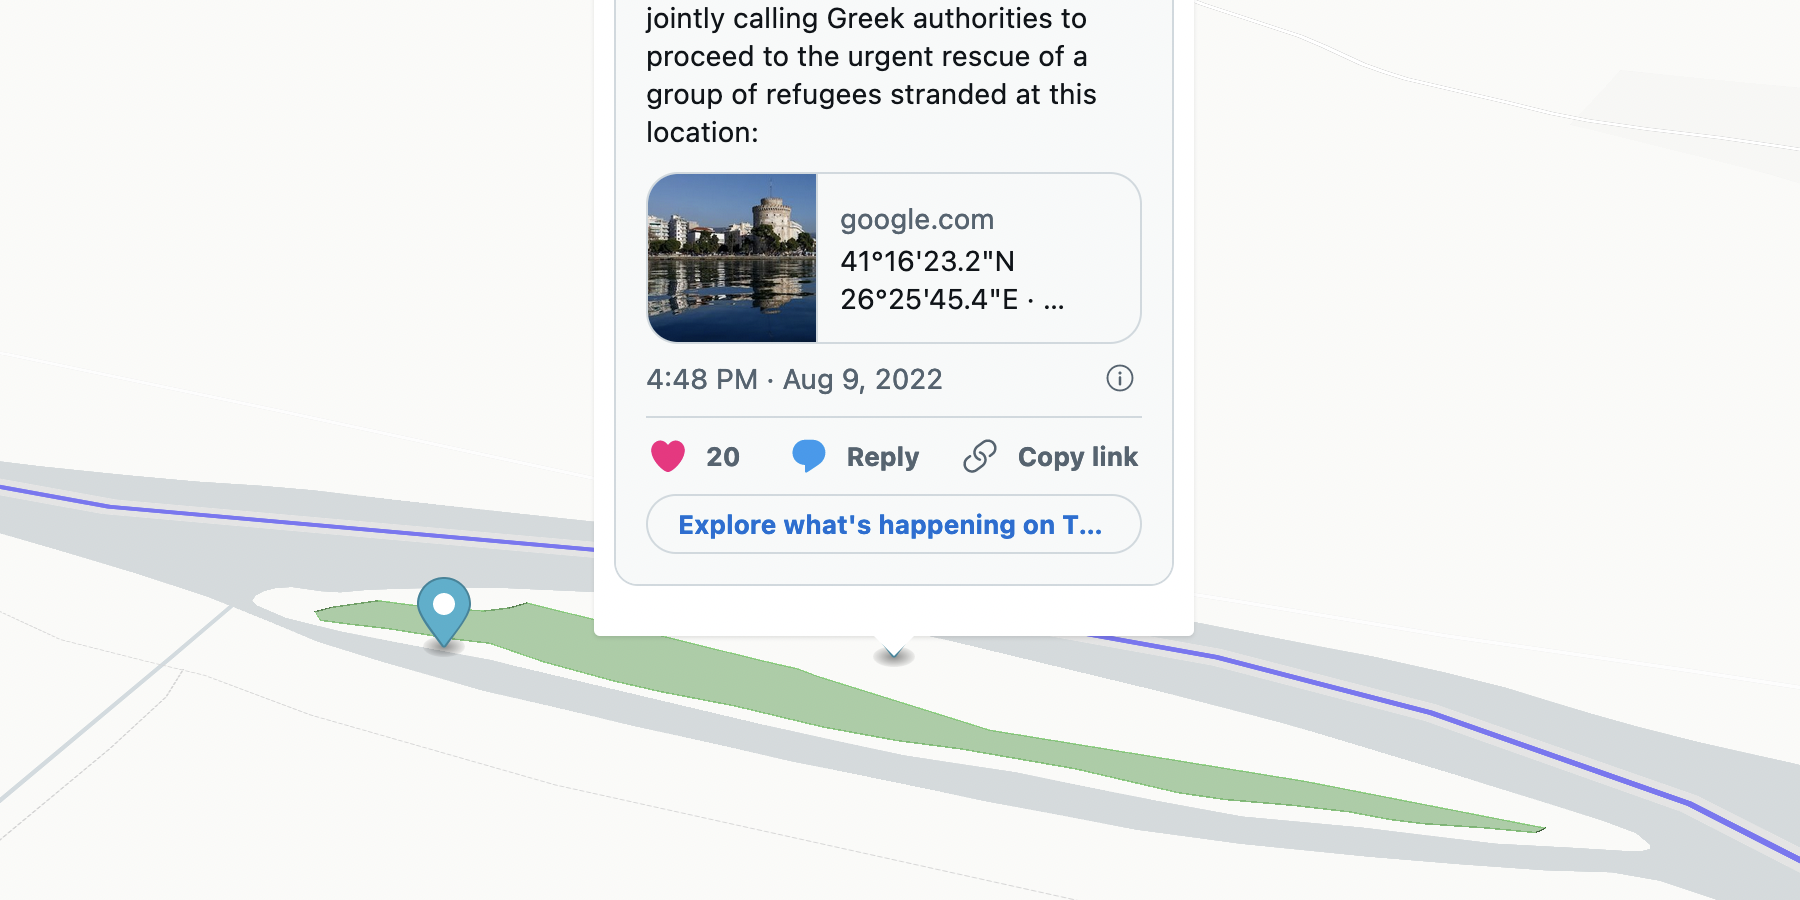 jointly calling Greek authorities to
proceed to the urgent rescue of a
group of refugees stranded at this
location:
google.com
41°16'23.2"N
26°25'45.4"E · ...
4:48 PM · Aug 9, 2022
20 Reply Copy link
Explore what's happening on T...